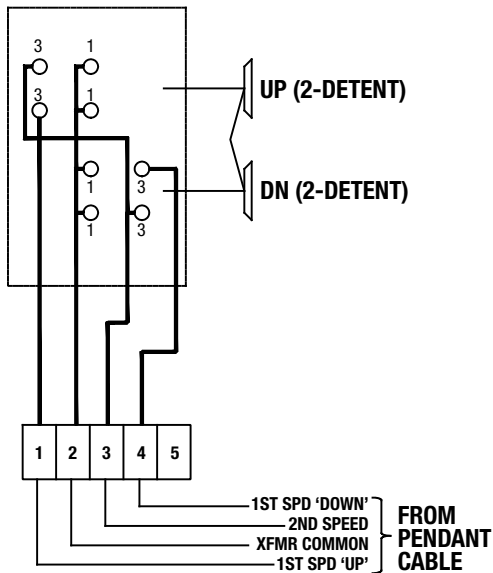 3 1
3 1
UP (2-DETENT)
1 3
DN (2-DETENT)
1 3
1 2 3 4 5
1ST SPD ‘DOWN’
2ND SPEED
XFMR COMMON
1ST SPD ‘UP’
FROM
PENDANT
CABLE